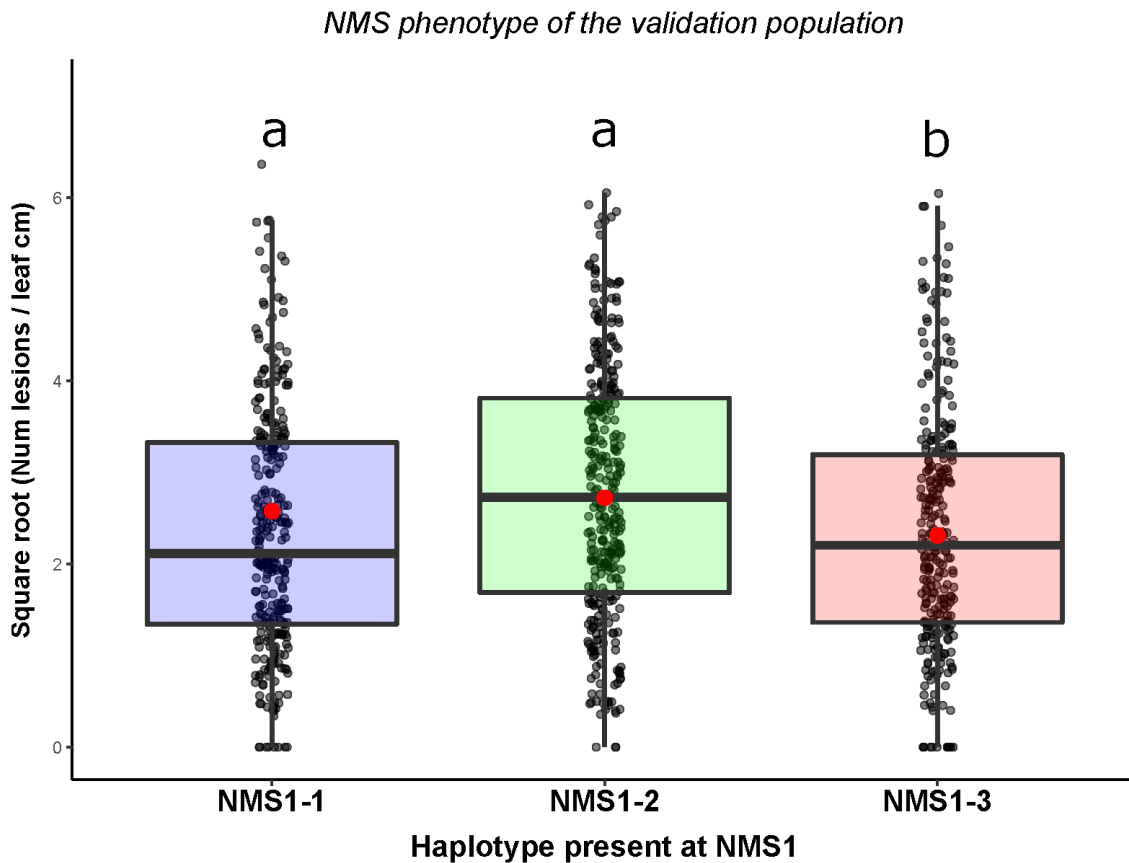 NMS phenotype of the validation population
a a b
Square root (Num lesions / leaf cm)
6
4
2
0
NMS1-1 NMS1-2 NMS1-3
Haplotype present at NMS1